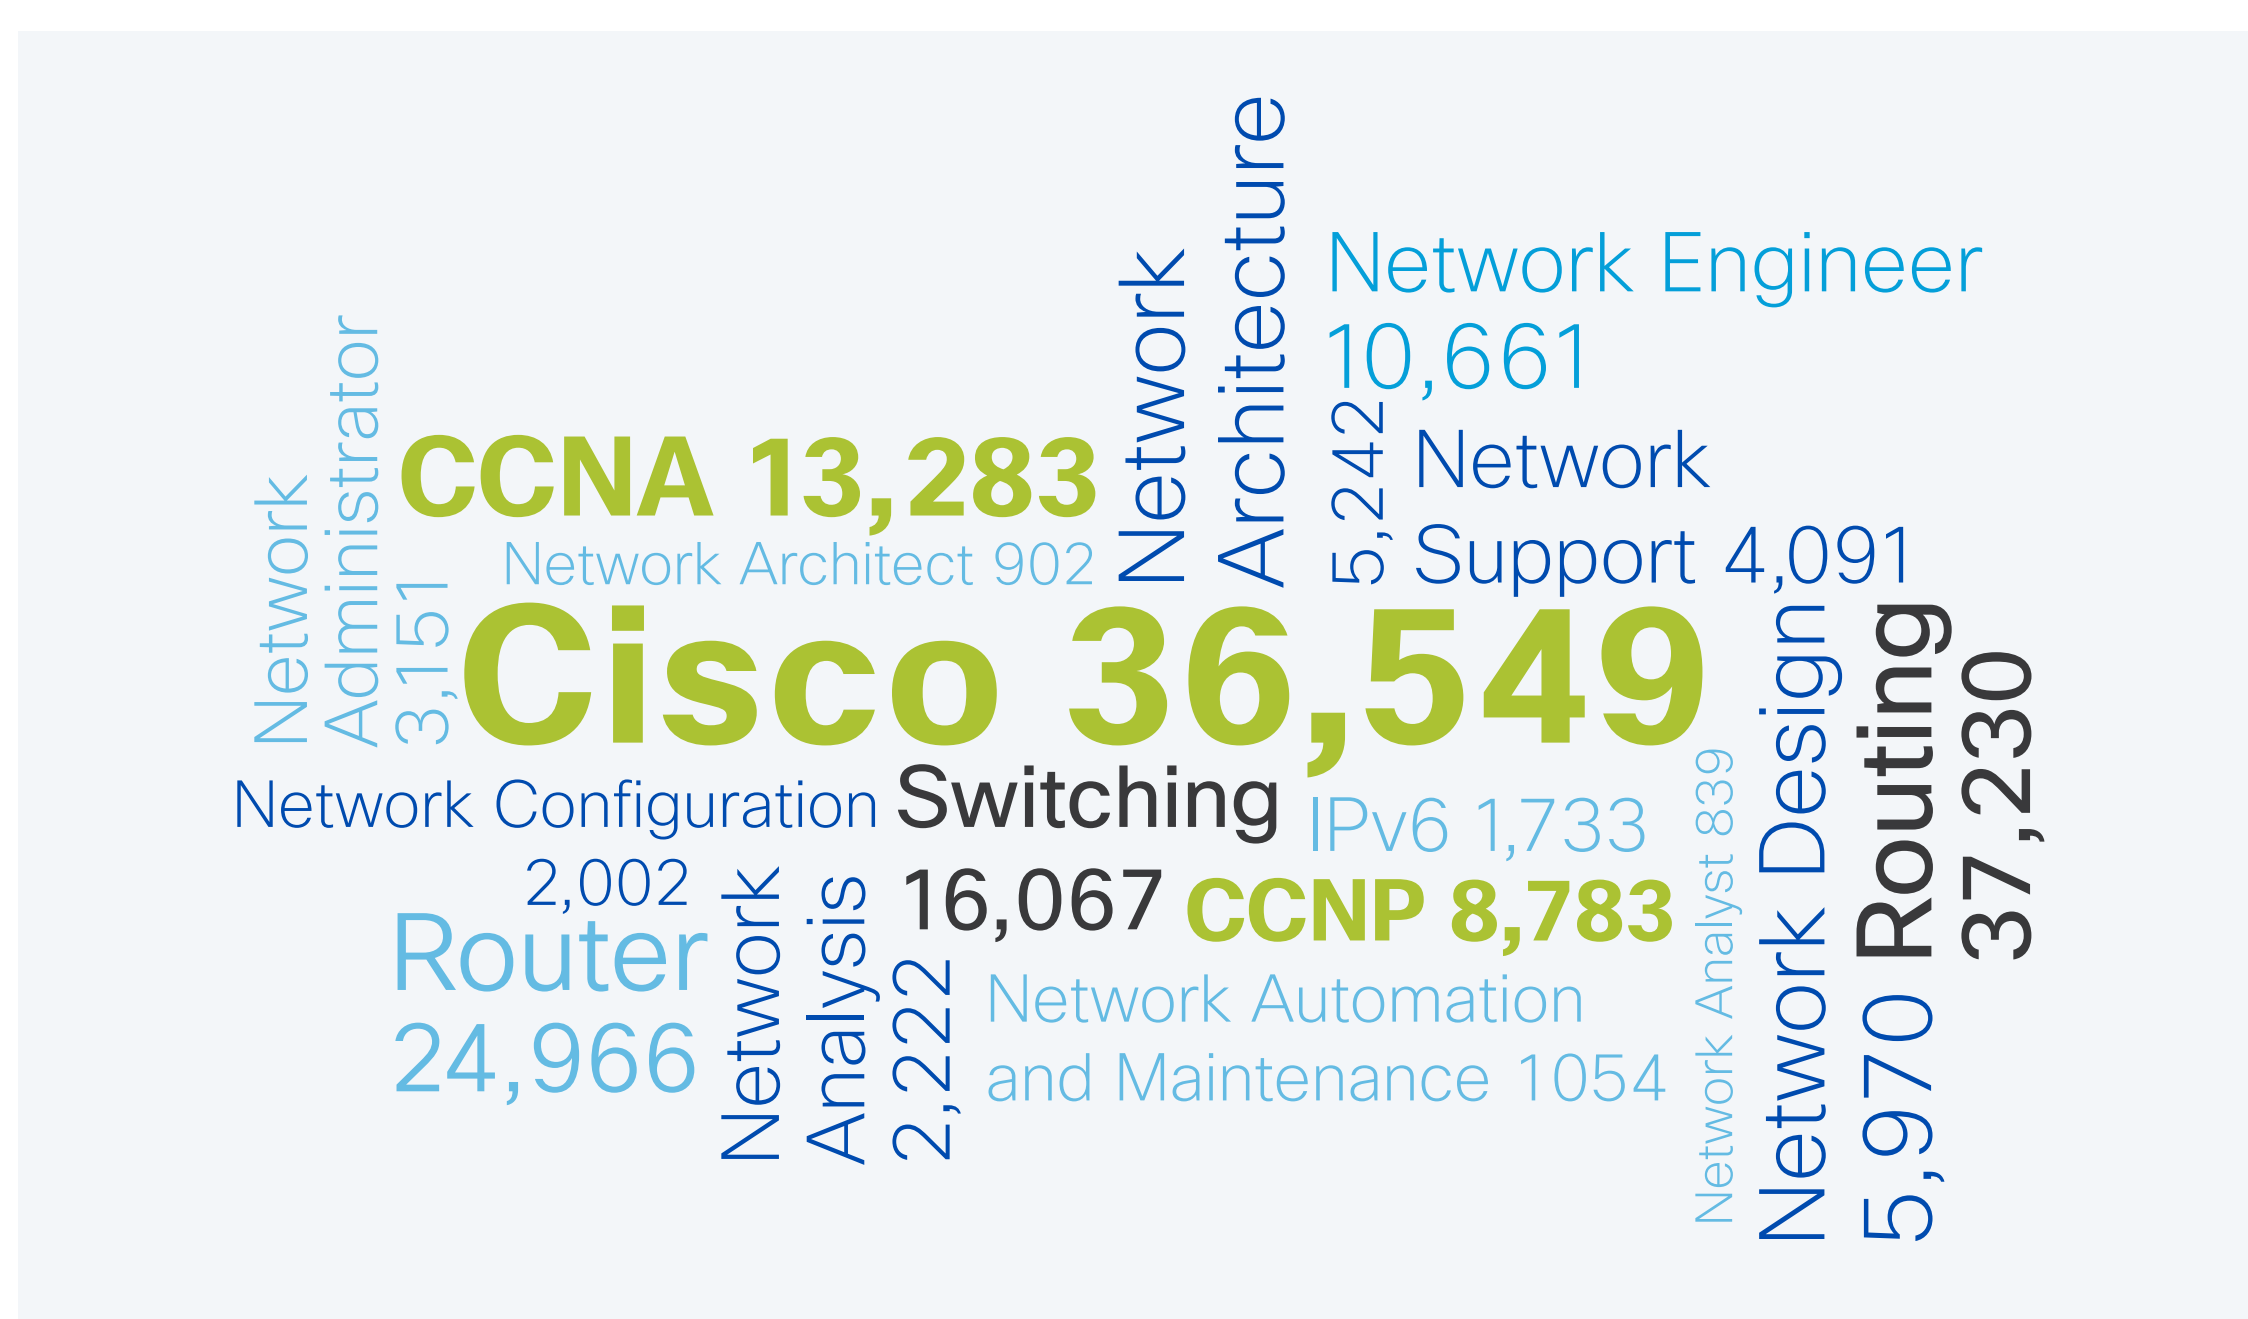 Network
Architecture
5,242
Network Engineer
10,661
Network
Administrator
3,151
CCNA 13,283
Network Architect 902
Network
Support 4,091
Cisco 36,549
Network Configuration
2,002
Switching
16,067
IPv6 1,733
CCNP 8,783
Router
24,966
Network
Analysis
2,222
Network Automation
and Maintenance 1054
Network Analyst 839
Network Design
5,970
Routing
37,230